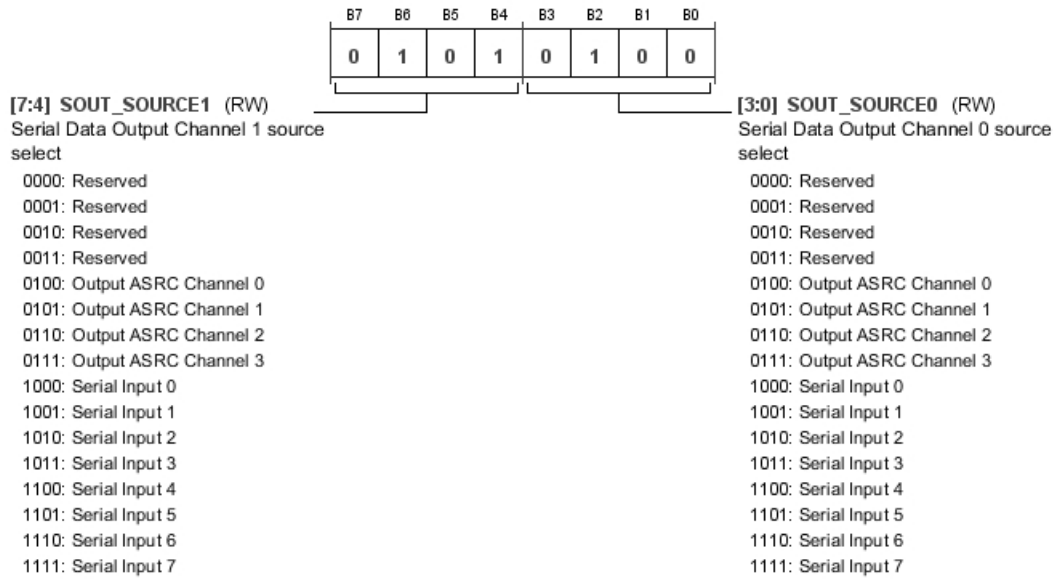 B7 B6 B5 B4 B3 B2 B1 B0
0 1 0 1 0 1 0 0
[7:4] SOUT_SOURCE1 (RW)
Serial Data Output Channel 1 source
select
0000: Reserved
0001: Reserved
0010: Reserved
0011: Reserved
0100: Output ASRC Channel 0
0101: Output ASRC Channel 1
0110: Output ASRC Channel 2
0111: Output ASRC Channel 3
1000: Serial Input 0
1001: Serial Input 1
1010: Serial Input 2
1011: Serial Input 3
1100: Serial Input 4
1101: Serial Input 5
1110: Serial Input 6
1111: Serial Input 7
[3:0] SOUT_SOURCE0 (RW)
Serial Data Output Channel 0 source
select
0000: Reserved
0001: Reserved
0010: Reserved
0011: Reserved
0100: Output ASRC Channel 0
0101: Output ASRC Channel 1
0110: Output ASRC Channel 2
0111: Output ASRC Channel 3
1000: Serial Input 0
1001: Serial Input 1
1010: Serial Input 2
1011: Serial Input 3
1100: Serial Input 4
1101: Serial Input 5
1110: Serial Input 6
1111: Serial Input 7